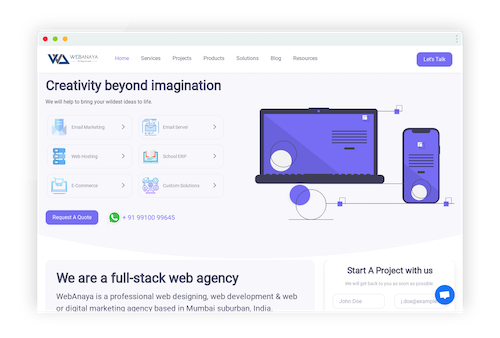 WEBANAYA
Home Services Projects Products Solutions Blog Resources
Let's Talk
Creativity beyond imagination
We will help to bring your wildest ideas to life.
Email Marketing
Email Server
Web Hosting
School ERP
E-Commerce
Custom Solutions
Request A Quote
+ 91 99100 99645
We are a full-stack web agency
WebAnaya is a professional web designing, web development & web
or digital marketing agency based in Mumbai suburban, India.
Start A Project with us
We will get back to you as soon as possible
John Doe
j.doe@example